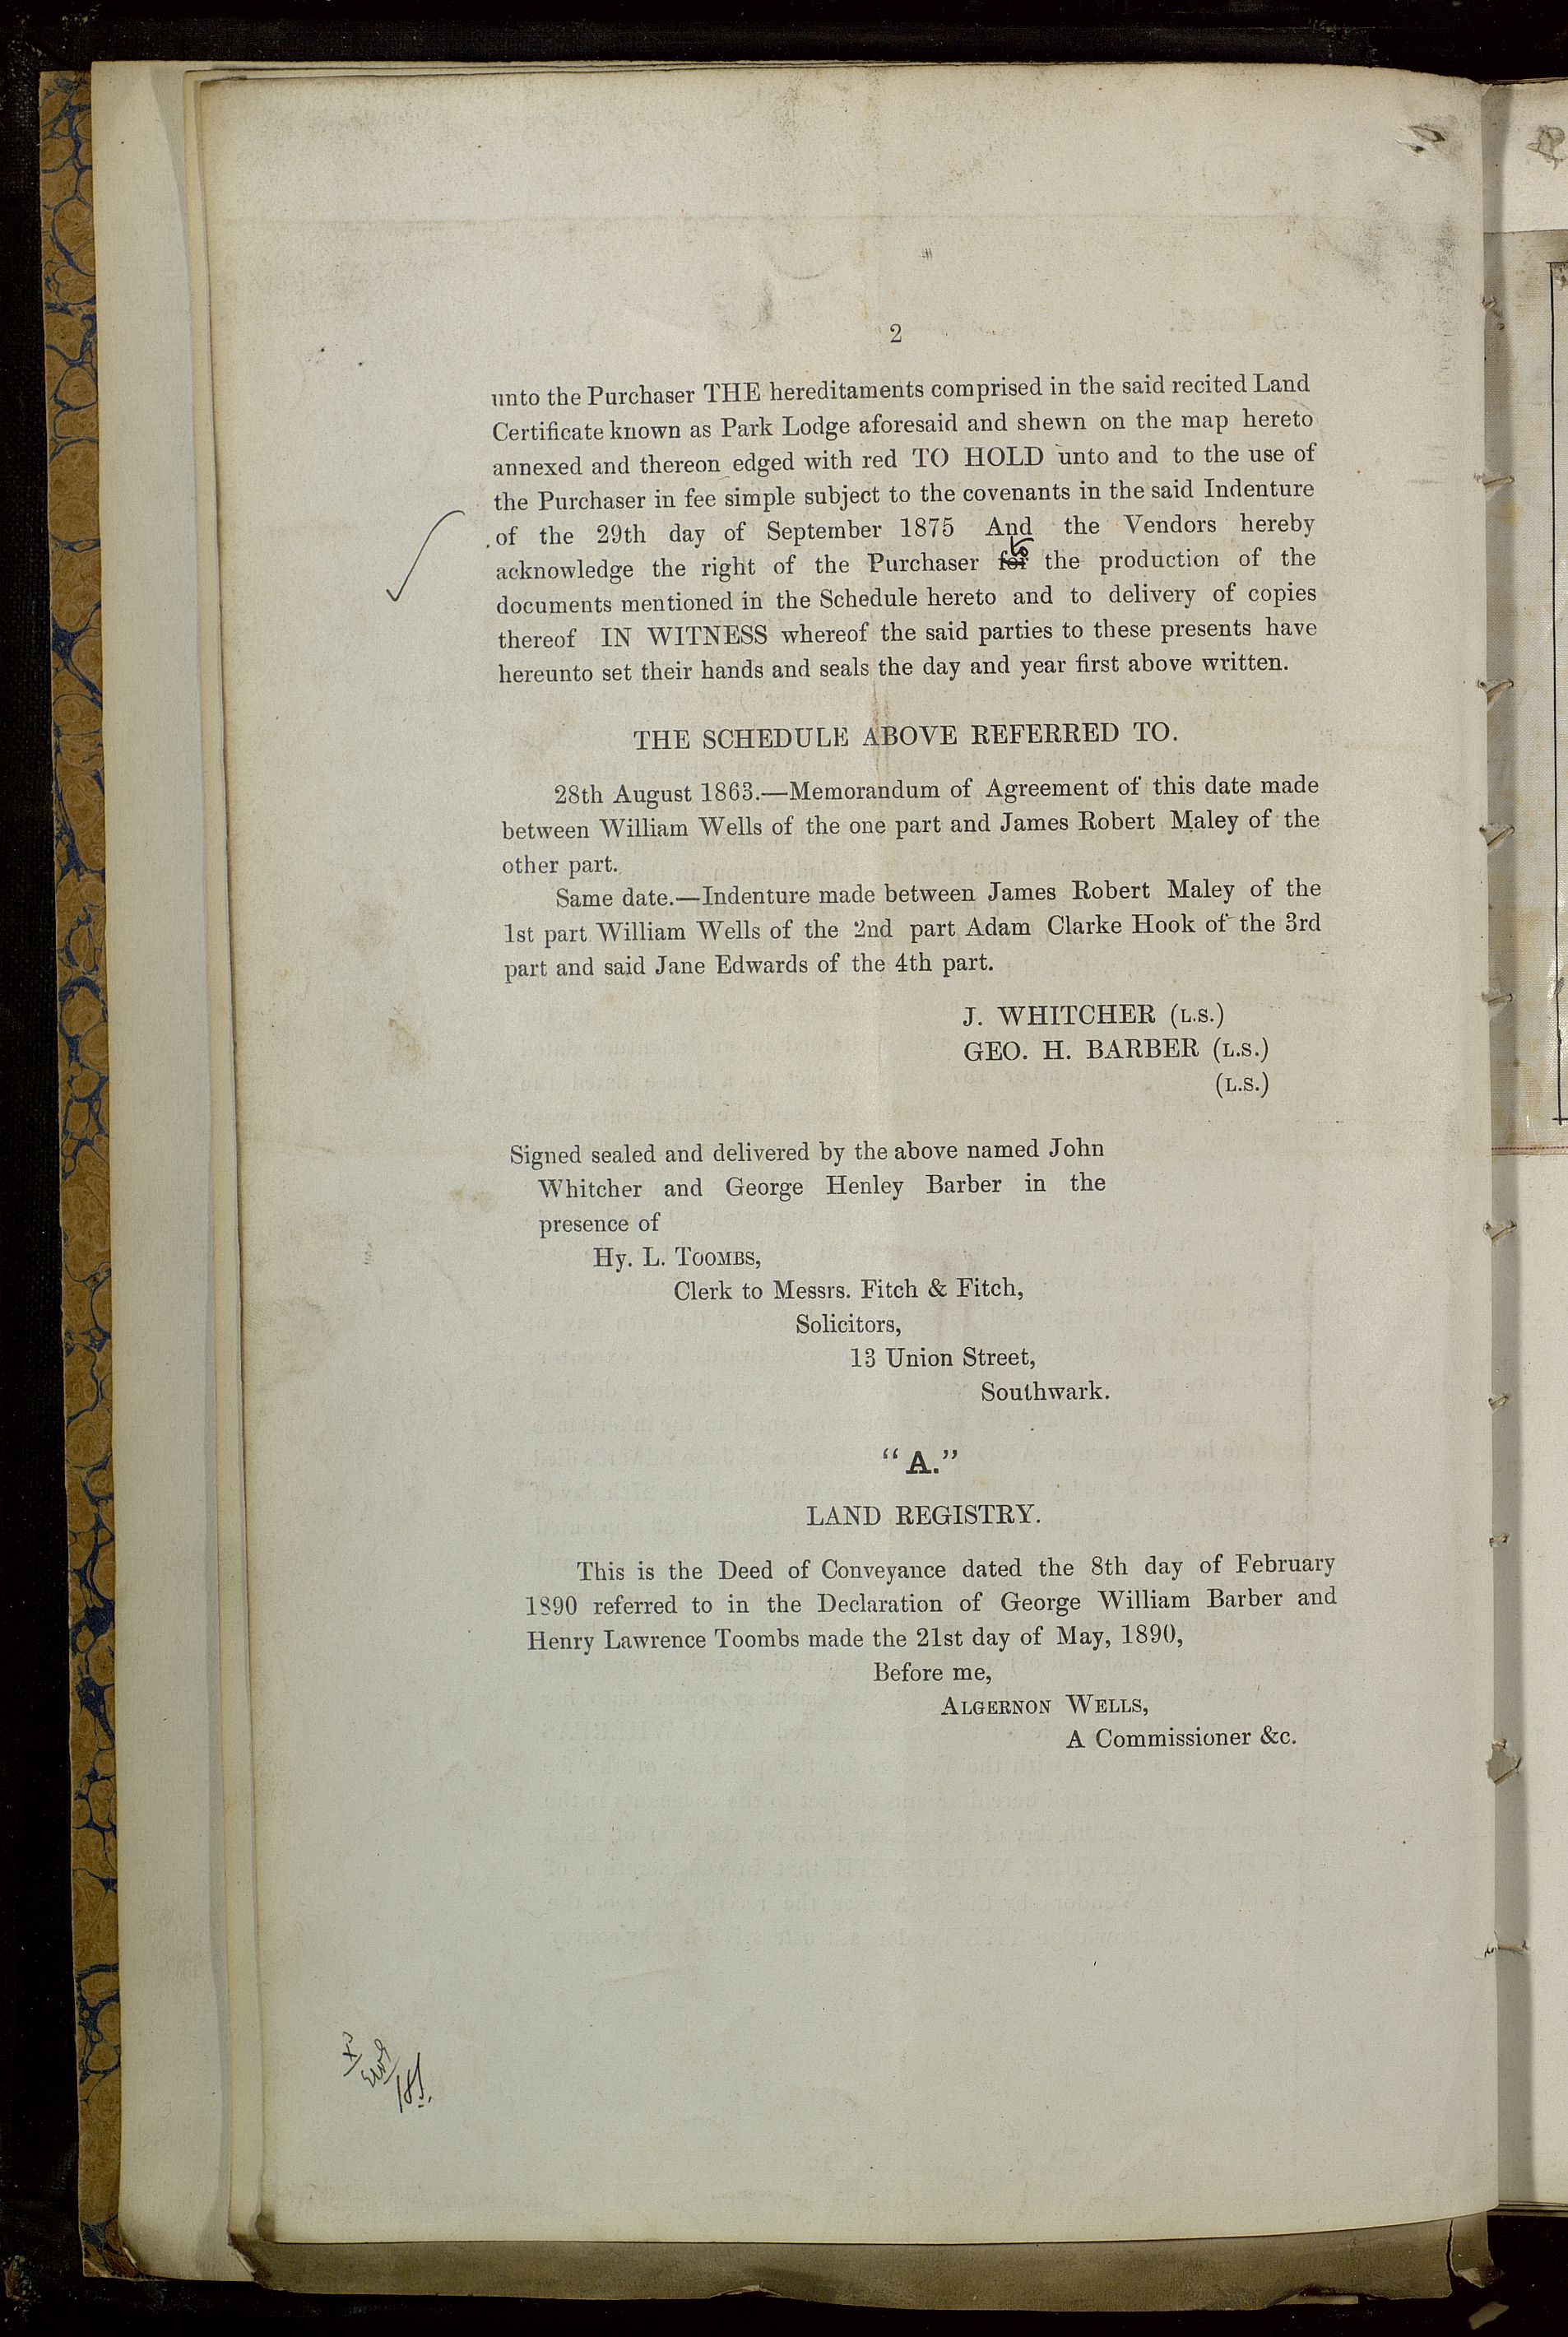 2
unto the Purchaser THE hereditaments comprised in the said recited Land
Certificate known as Park Lodge aforesaid and shewn on the map hereto
annexed and thereon edged with red TO HOLD unto and to the use of
the Purchaser in fee simple subject to the covenants in the said Indenture
of the 29th day of September 1875 And the Vendors hereby
to
acknowledge the right of the Purchaser for the production of the
documents mentioned in the Schedule hereto and to delivery of copies
thereof IN WITNESS whereof the said parties to these presents have
hereunto set their hands and seals the day and year first above written.
THE SCHEDULE ABOVE REFERRED TO.
28th August 1863.—Memorandum of Agreement of this date made
between William Wells of the one part and James Robert Maley of the
other part.
Same date.—Indenture made between James Robert Maley of the
1st part William Wells of the 2nd part Adam Clarke Hook of the 3rd
part and said Jane Edwards of the 4th part.
J. WHITCHER (L.S.)
GEO. H. BARBER (L.S.)
(L.S.)
Signed sealed and delivered by the above named John
Whitcher and George Henley Barber in the
presence of
Hy. L. TOOMBS,
Clerk to Messrs. Fitch & Fitch,
Solicitors,
13 Union Street,
Southwark.
“A.”
LAND REGISTRY.
This is the Deed of Conveyance dated the 8th day of February
1890 referred to in the Declaration of George William Barber and
Henry Lawrence Toombs made the 21st day of May, 1890,
Before me,
ALGERNON WELLS,
A Commissioner &c.